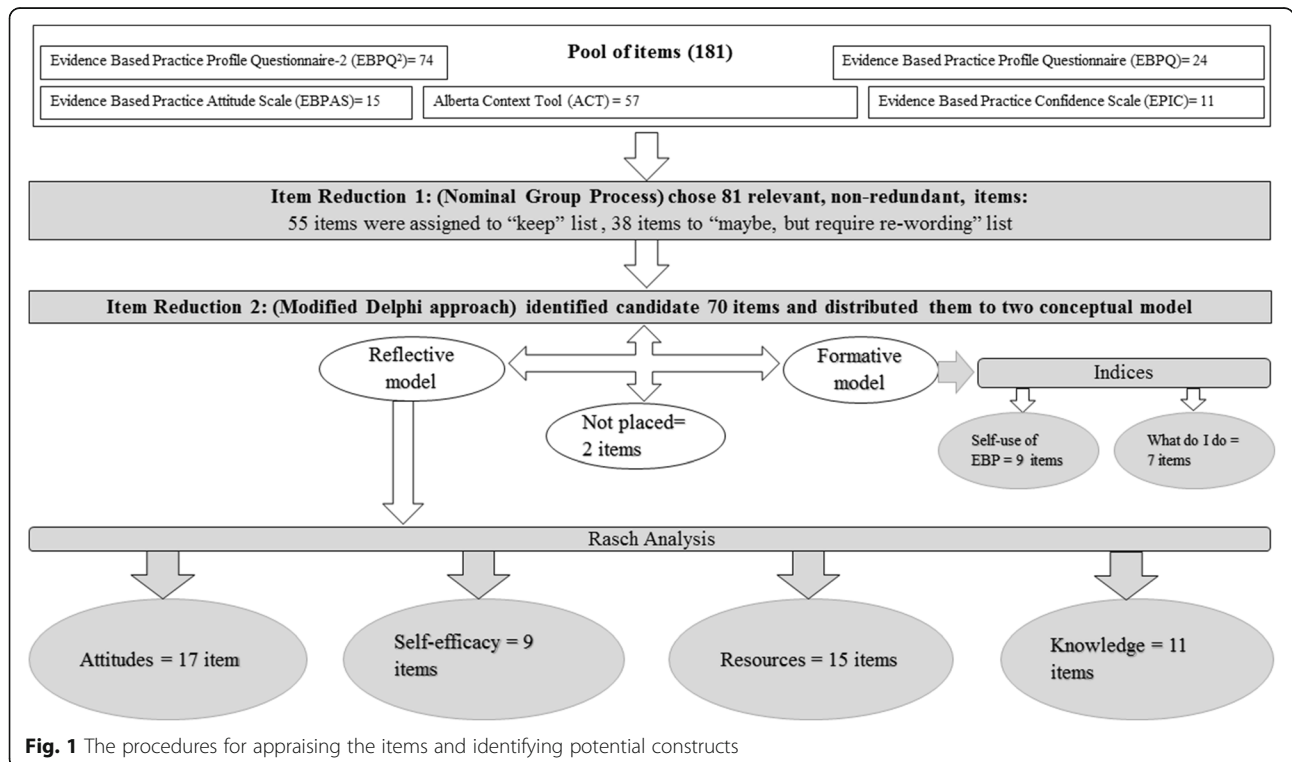 Pool of items (181)
Evidence Based Practice Profile Questionnaire-2 (EBPQ²)= 74
Evidence Based Practice Profile Questionnaire (EBPQ)= 24
Evidence Based Practice Attitude Scale (EBPAS)= 15
Alberta Context Tool (ACT) = 57
Evidence Based Practice Confidence Scale (EPIC)= 11
Item Reduction 1: (Nominal Group Process) chose 81 relevant, non-redundant, items:
55 items were assigned to “keep” list , 38 items to “maybe, but require re-wording” list
Item Reduction 2: (Modified Delphi approach) identified candidate 70 items and distributed them to two conceptual model
Reflective
model
Formative
model
Indices
Not placed=
2 items
Self-use of
EBP = 9 items
What do I do =
7 items
Rasch Analysis
Attitudes = 17 item
Self-efficacy = 9
items
Resources = 15 items
Knowledge = 11
items
Fig. 1 The procedures for appraising the items and identifying potential constructs